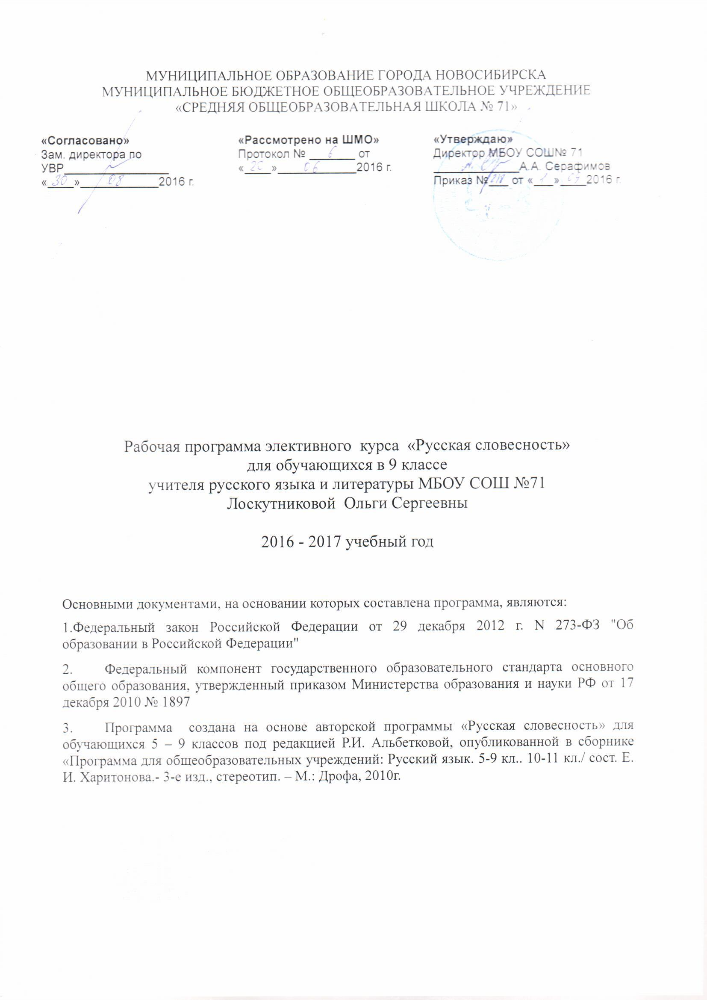 МУНИЦИПАЛЬНОЕ ОБРАЗОВАНИЕ ГОРОДА НОВОСИБИРСКА
МУНИЦИПАЛЬНОЕ БЮДЖЕТНОЕ ОБЩЕОБРАЗОВАТЕЛЬНОЕ УЧРЕЖДЕНИЕ
«СРЕДНЯЯ ОБЩЕОБРАЗОВАТЕЛЬНАЯ ШКОЛА № 71»
«Согласовано»
Зам. директора по
УВР________________
«30»____08____2016 г.
«Рассмотрено на ШМО»
Протокол № ___6___ от
«20»____06____2016 г.
«Утверждаю»
Директор МБОУ СОШ№ 71
_____________А.А. Серафимов
Приказ №___ от «_1_»____2016 г.
Рабочая программа элективного курса «Русская словесность»
для обучающихся в 9 классе
учителя русского языка и литературы МБОУ СОШ №71
Лоскутниковой Ольги Сергеевны
2016 - 2017 учебный год
Основными документами, на основании которых составлена программа, являются:
1.Федеральный закон Российской Федерации от 29 декабря 2012 г. N 273-ФЗ "Об
образовании в Российской Федерации"
2. Федеральный компонент государственного образовательного стандарта основного
общего образования, утвержденный приказом Министерства образования и науки РФ от 17
декабря 2010 № 1897
3. Программа создана на основе авторской программы «Русская словесность» для
обучающихся 5 – 9 классов под редакцией Р.И. Альбетковой, опубликованной в сборнике
«Программа для общеобразовательных учреждений: Русский язык. 5-9 кл.. 10-11 кл./ сост. Е.
И. Харитонова.- 3-е изд., стереотип. – М.: Дрофа, 2010г.